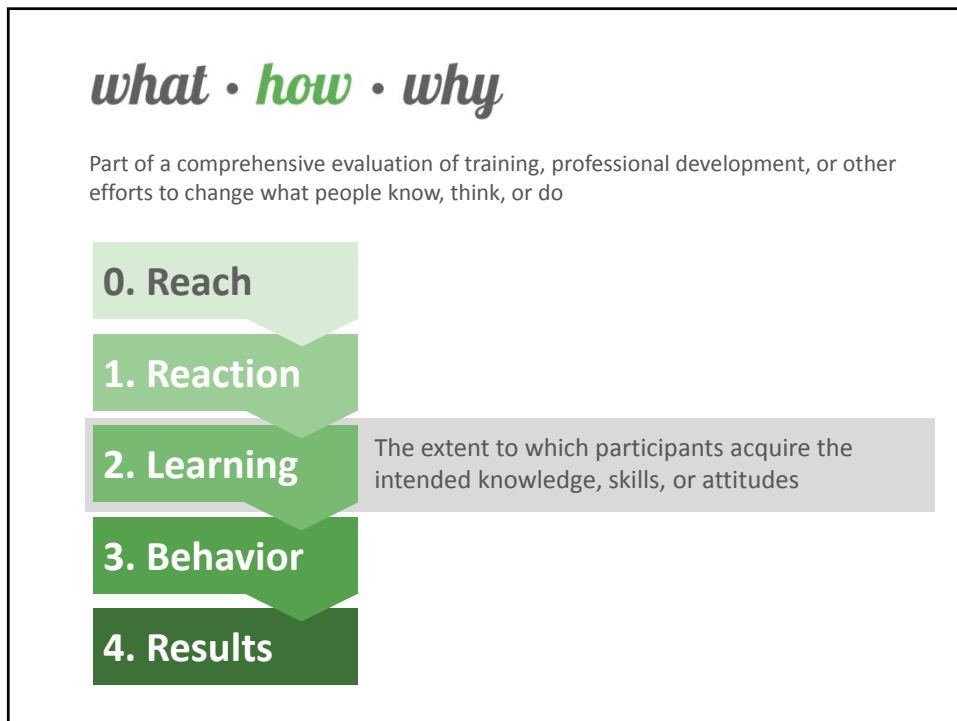 what • how • why
Part of a comprehensive evaluation of training, professional development, or other
efforts to change what people know, think, or do
0. Reach
1. Reaction
2. Learning
The extent to which participants acquire the
intended knowledge, skills, or attitudes
3. Behavior
4. Results